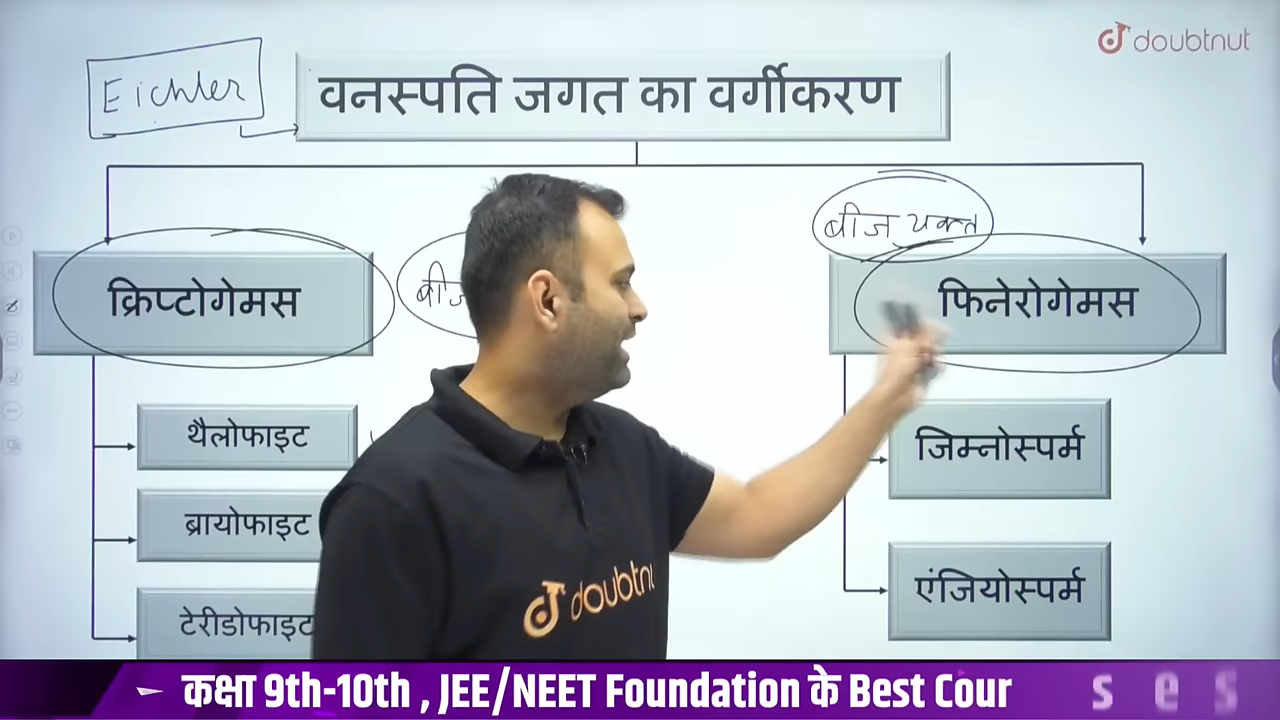 doubtnut
Eichler
वनस्पति जगत का वर्गीकरण
बीज युक्त
क्रिप्टोगेमस
फिनेरोगेमस
थैलोफाइट
जिम्नोस्पर्म
ब्रायोफाइट
एंजियोस्पर्म
टेरीडोफाइट
doubtn
कक्षा 9th-10th , JEE/NEET Foundation के Best Cour s e s